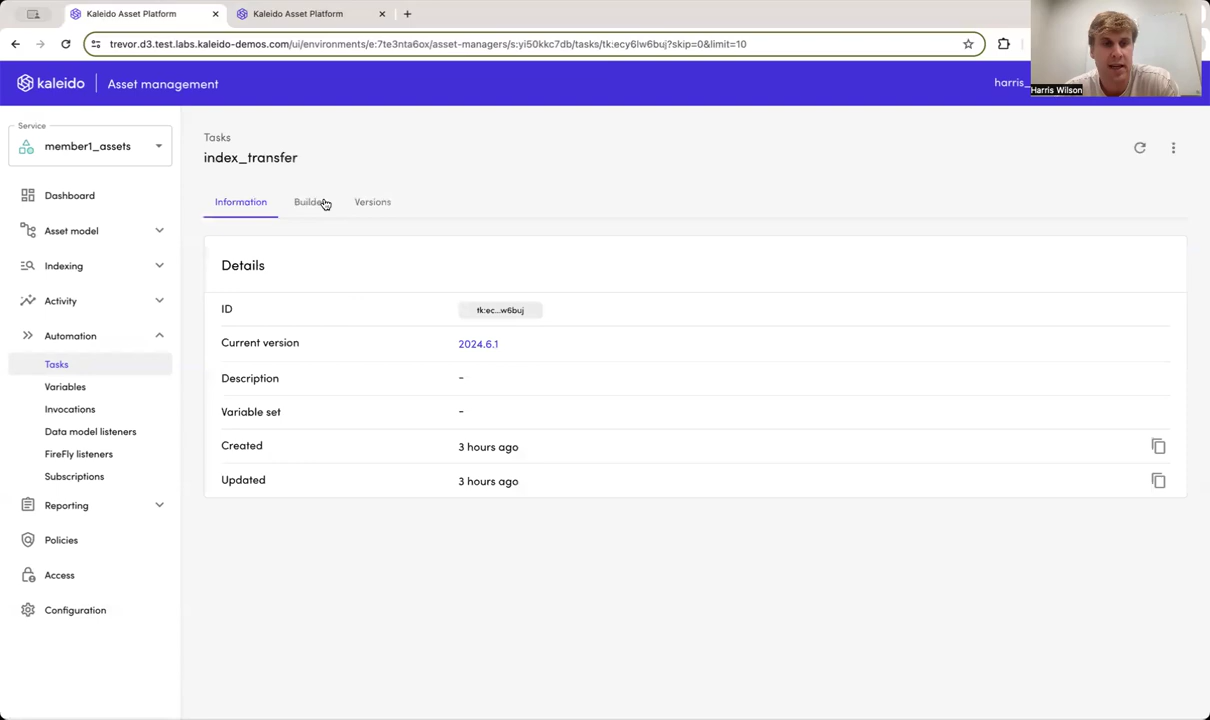 Kaleido Asset Platform
Kaleido Asset Platform
trevor.d3.test.labs.kaleido-demos.com/ui/environments/e:7te3nta6ox/asset-managers/s:yi50kkc7db/tasks/tk:ecy6lw6buj?skip=0&limit=10
kaleido
Asset management
harris_
Harris Wilson
Service
member1_assets
Dashboard
Asset model
Indexing
Activity
Automation
Tasks
Variables
Invocations
Data model listeners
FireFly listeners
Subscriptions
Reporting
Policies
Access
Configuration
Tasks
index_transfer
Information
Builder
Versions
Details
ID
tk:ec...w6buj
Current version
2024.6.1
Description
-
Variable set
-
Created
3 hours ago
Updated
3 hours ago